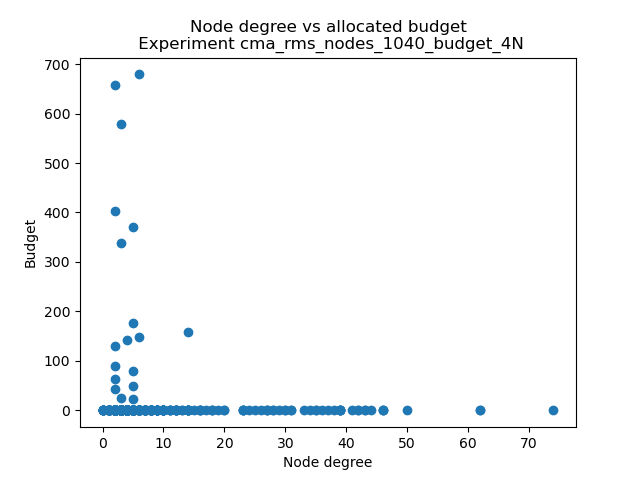 Node degree vs allocated budget
Experiment cma_rms_nodes_1040_budget_4N
700
600
500
400
300
200
100
0
Budget
0 10 20 30 40 50 60 70
Node degree